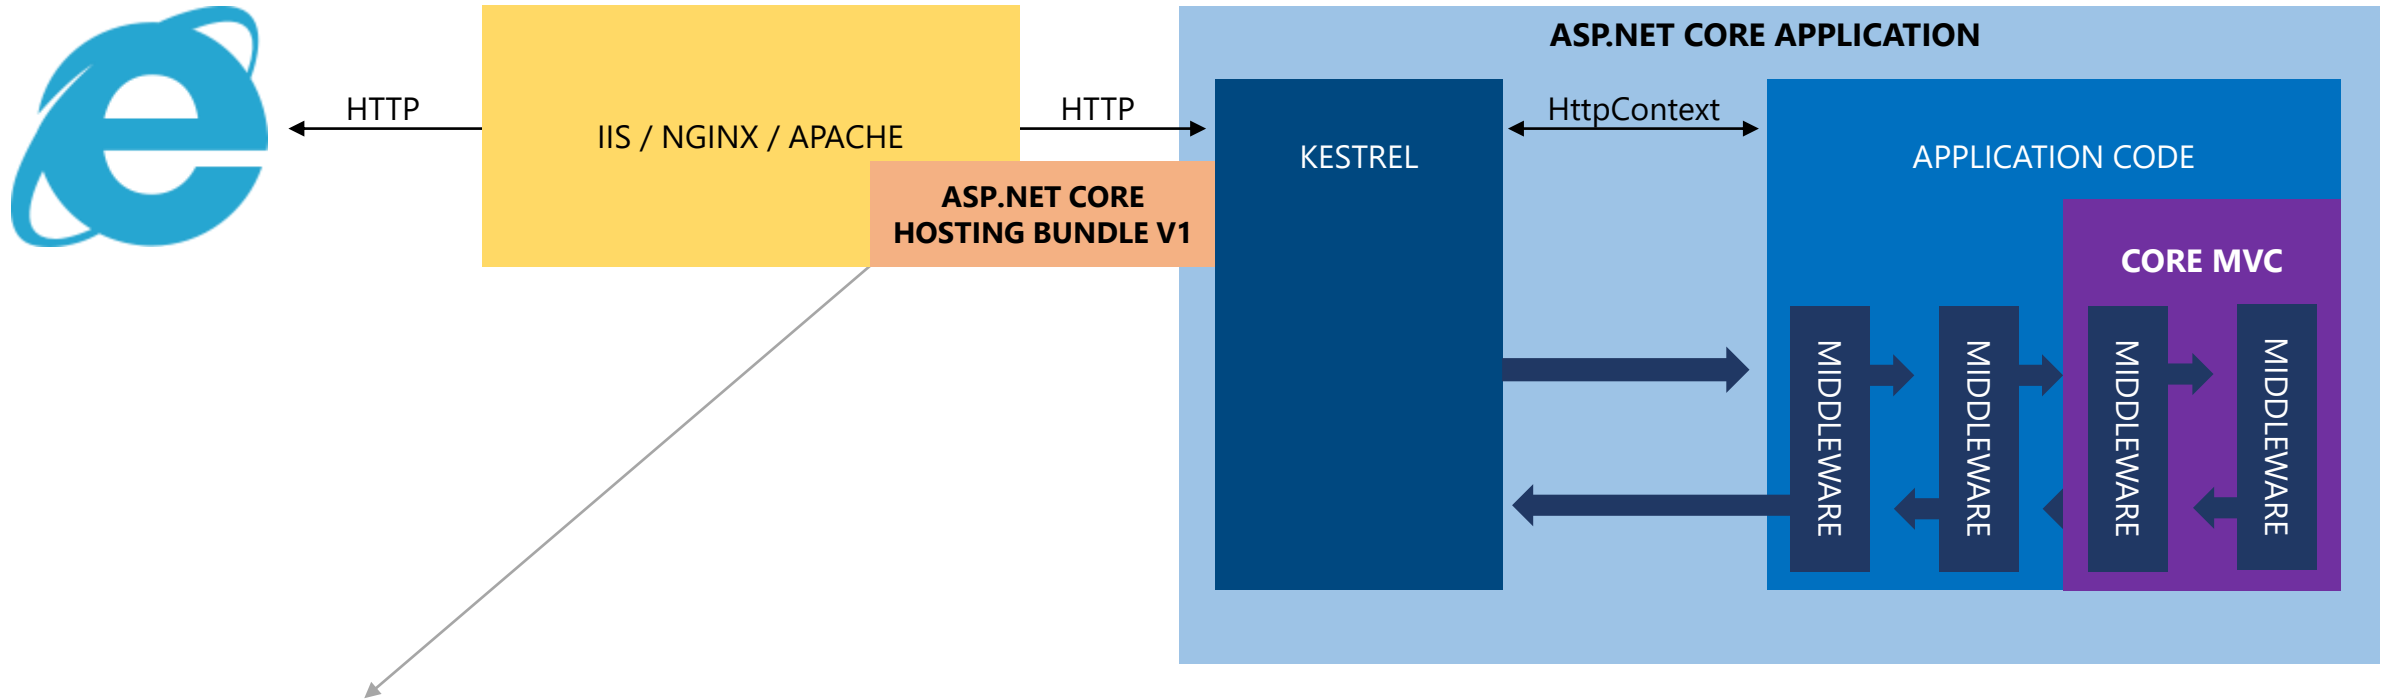 ASP.NET CORE APPLICATION
HTTP
IIS / NGINX / APACHE
HTTP
ASP.NET CORE
HOSTING BUNDLE V1
KESTREL
HttpContext
APPLICATION CODE
CORE MVC
MIDDLEWARE
MIDDLEWARE
MIDDLEWARE
MIDDLEWARE